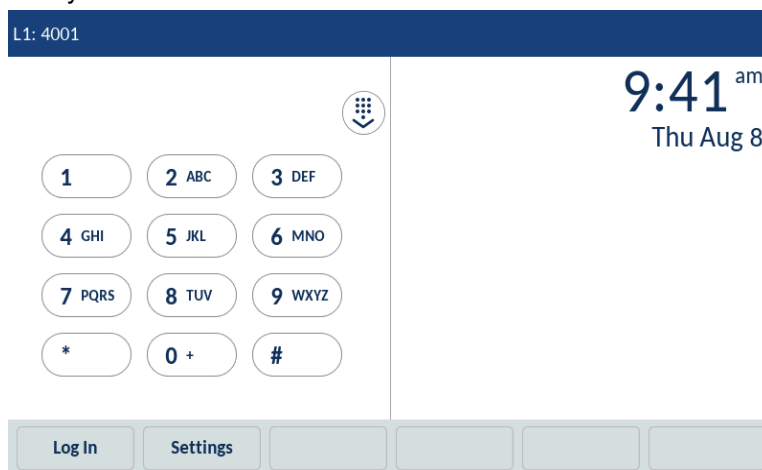 L1: 4001
9:41 am
Thu Aug 8
1 2 ABC 3 DEF
4 GHI 5 JKL 6 MNO
7 PQRS 8 TUV 9 WXYZ
* 0 + #
Log In Settings